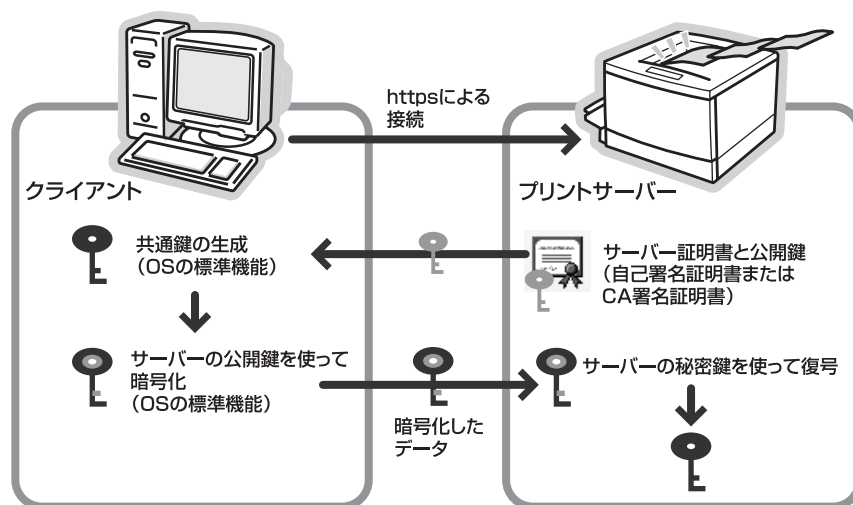 httpsによる
接続
クライアント
プリントサーバー
共通鍵の生成
（OSの標準機能）
サーバー証明書と公開鍵
（自己署名証明書または
CA署名証明書）
サーバーの公開鍵を使って
暗号化
（OSの標準機能）
暗号化した
データ
サーバーの秘密鍵を使って復号